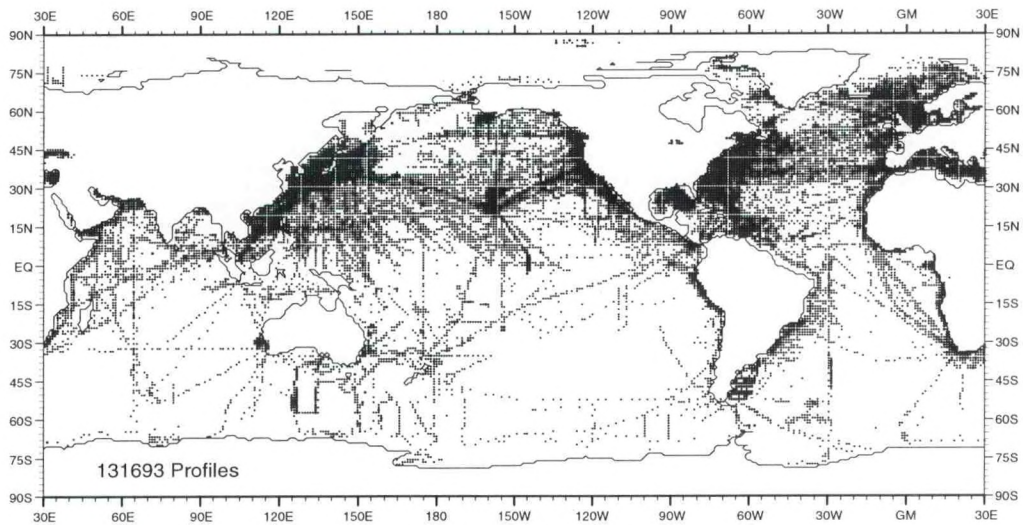 30E 60E 90E 120E 150E 180 150W 120W 90W 60W 30W GM 30E
90N 90N
75N 75N
60N 60N
45N 45N
30N 30N
15N 15N
EQ EQ
15S 15S
30S 30S
45S 45S
60S 60S
75S 75S
131693 Profiles
90S 90S
30E 60E 90E 120E 150E 180 150W 120W 90W 60W 30W GM 30E